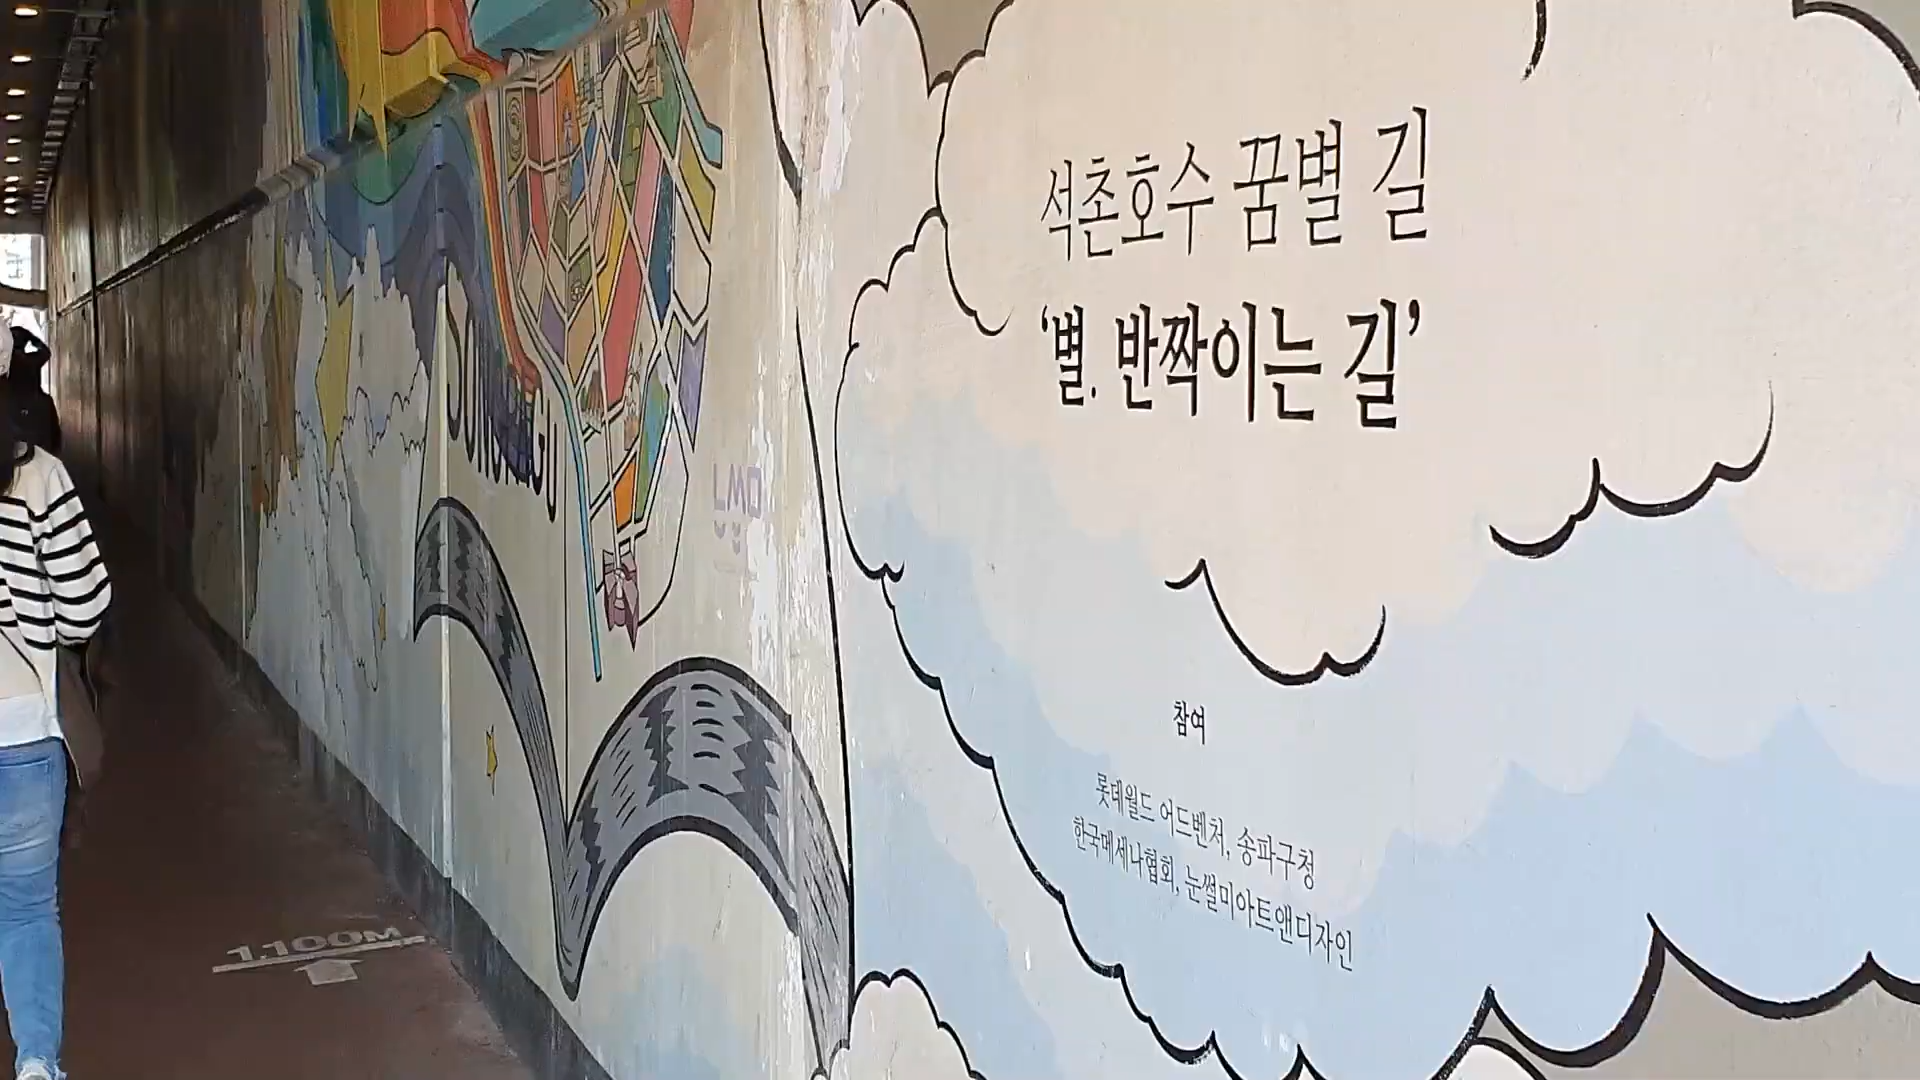 석촌호수 꿈별 길
‘별. 반짝이는 길’
참여
롯데월드 어드벤처, 송파구청
한국메세나협회, 눈썰미아트앤디자인
SONGPAGU
1.100M